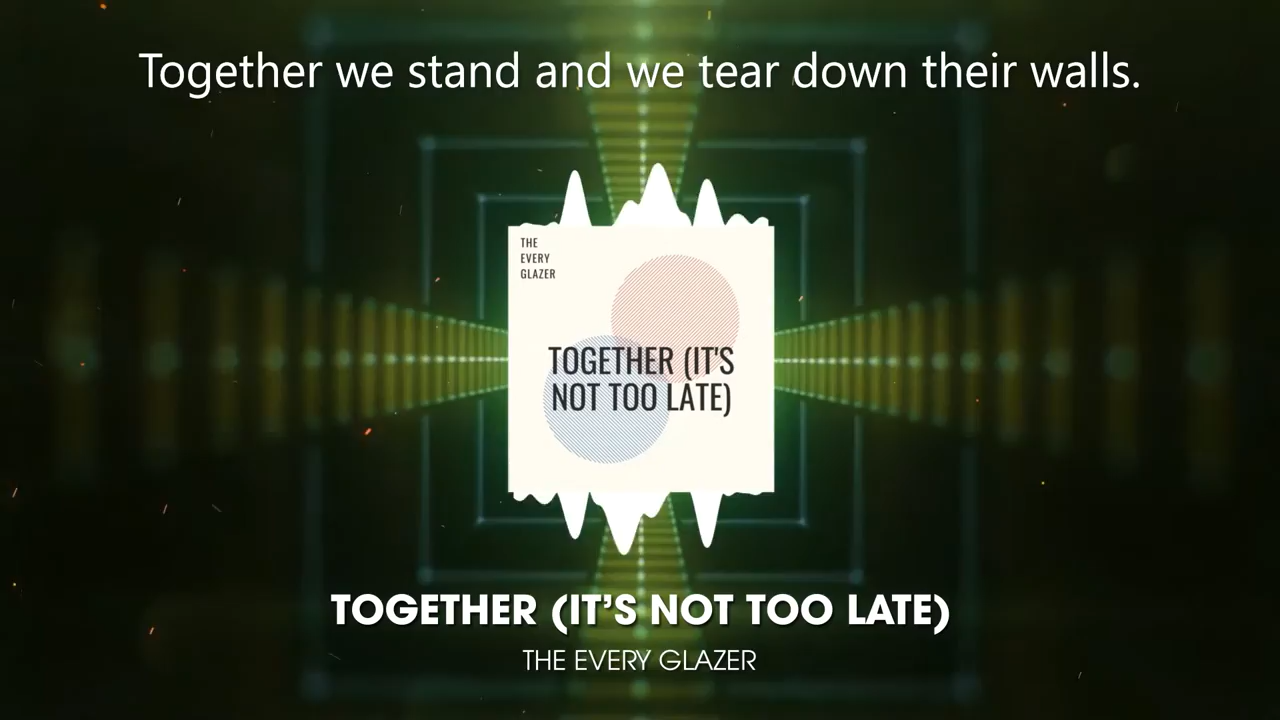 Together we stand and we tear down their walls.
THE
EVERY
GLAZER
TOGETHER (IT'S
NOT TOO LATE)
TOGETHER (IT’S NOT TOO LATE)
THE EVERY GLAZER